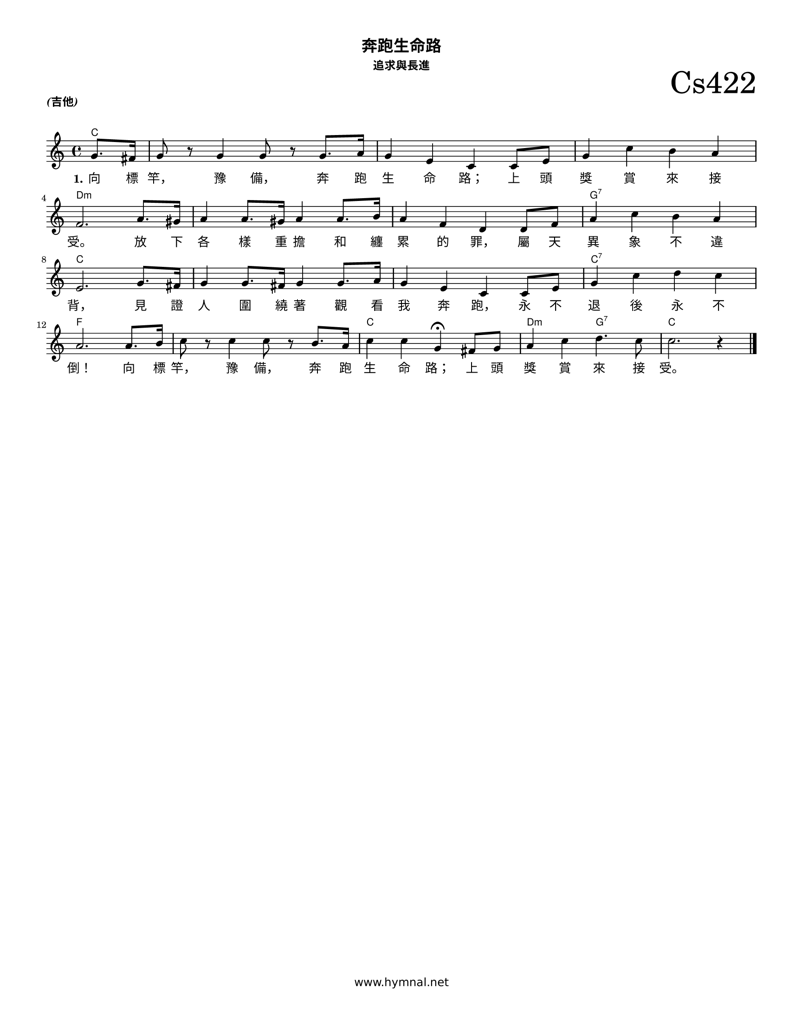 奔跑生命路
追求與長進
Cs422
(吉他)
C
1. 向 標 竿， 豫 備， 奔 跑 生 命 路； 上 頭 獎 賞 來 接
4 Dm G7
受。 放 下 各 樣 重 擔 和 纏 累 的 罪， 屬 天 異 象 不 違
8 C C7
背， 見 證 人 圍 繞 著 觀 看 我 奔 跑， 永 不 退 後 永 不
12 F C Dm G7 C
倒！ 向 標 竿， 豫 備， 奔 跑 生 命 路； 上 頭 獎 賞 來 接 受。
www.hymnal.net